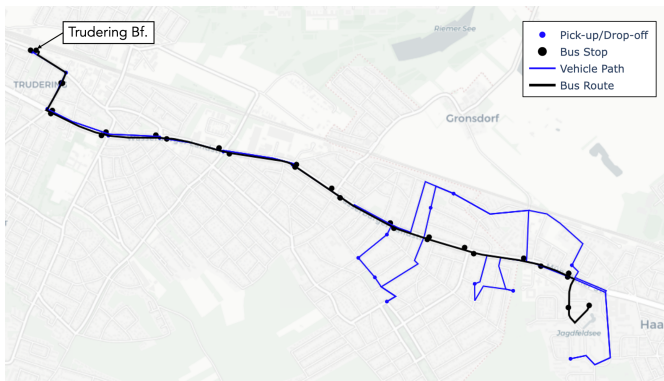 Trudering Bf.
Riemer See
Pick-up/Drop-off
Bus Stop
Vehicle Path
Bus Route
TRUDERING
Gronsdorf
Jagdfeldsee
Haa